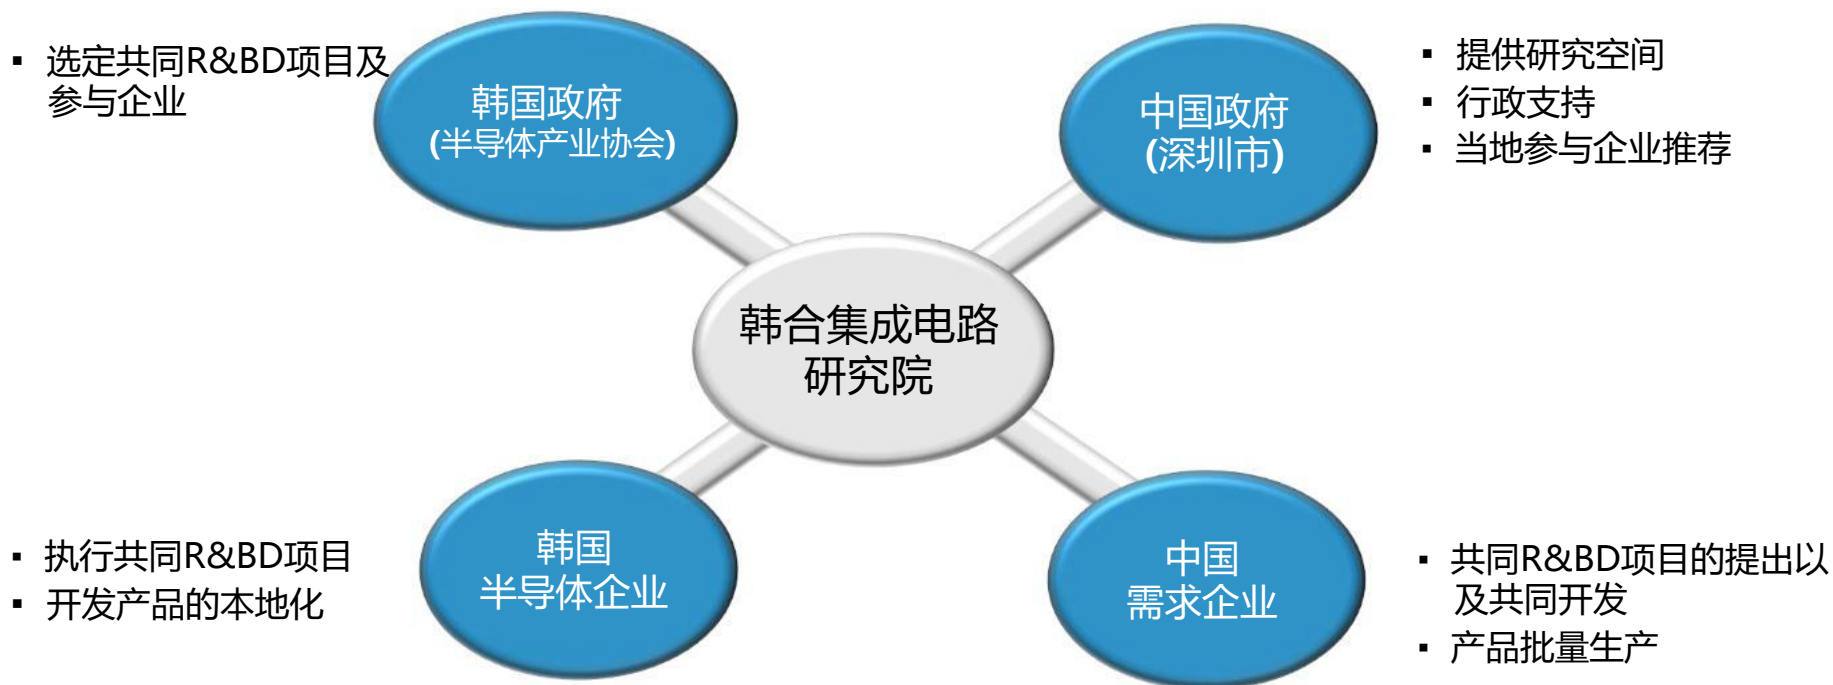 ▪ 选定共同R&BD项目及
参与企业
韩国政府
(半导体产业协会)
中国政府
(深圳市)
▪ 提供研究空间
▪ 行政支持
▪ 当地参与企业推荐
韩合集成电路
研究院
▪ 执行共同R&BD项目
▪ 开发产品的本地化
韩国
半导体企业
中国
需求企业
▪ 共同R&BD项目的提出以
及共同开发
▪ 产品批量生产